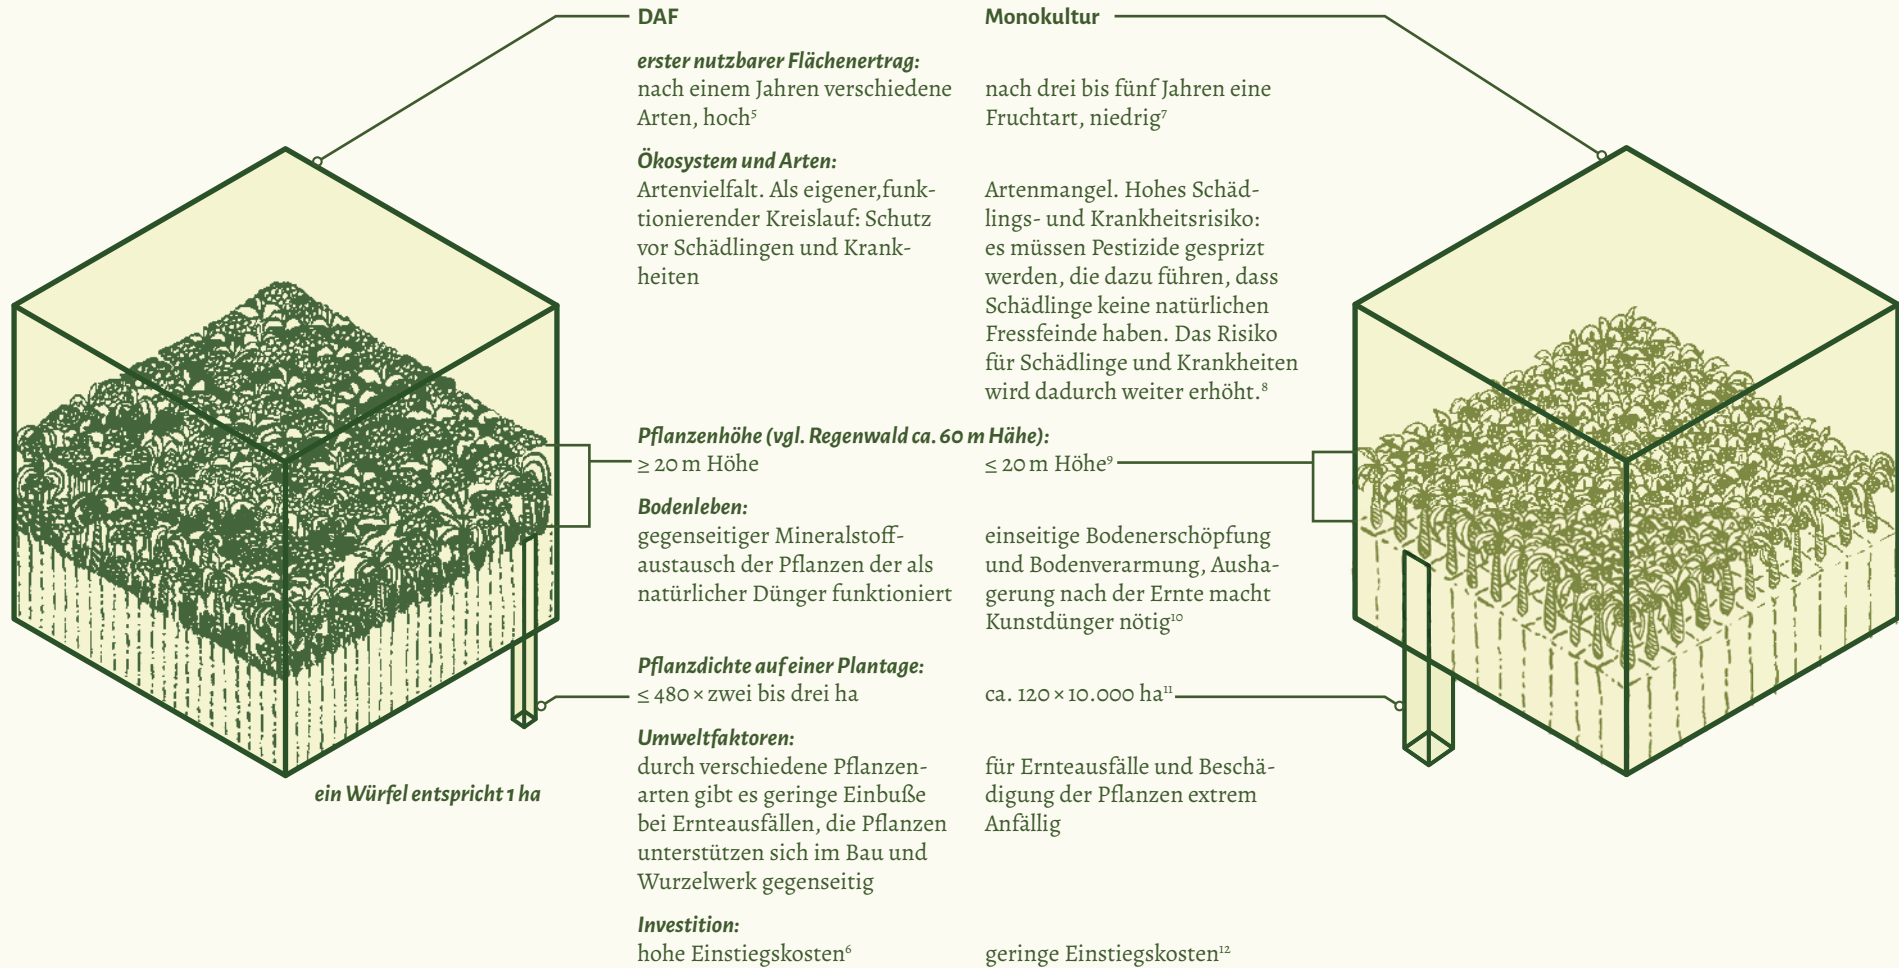 DAF
Monokultur
erster nutzbarer Flächenertrag:
nach einem Jahren verschiedene
Arten, hoch⁵
nach drei bis fünf Jahren eine
Fruchtart, niedrig⁷
Ökosystem und Arten:
Artenvielfalt. Als eigener,funk-
tionierender Kreislauf: Schutz
vor Schädlingen und Krank-
heiten
Artenmangel. Hohes Schäd-
lings- und Krankheitsrisiko:
es müssen Pestizide gesprizt
werden, die dazu führen, dass
Schädlinge keine natürlichen
Fressfeinde haben. Das Risiko
für Schädlinge und Krankheiten
wird dadurch weiter erhöht.⁸
Pflanzenhöhe (vgl. Regenwald ca. 60 m Hähe):
≥ 20 m Höhe
≤ 20 m Höhe⁹
Bodenleben:
gegenseitiger Mineralstoff-
austausch der Pflanzen der als
natürlicher Dünger funktioniert
einseitige Bodenerschöpfung
und Bodenverarmung, Ausha-
gerung nach der Ernte macht
Kunstdünger nötig¹⁰
Pflanzdichte auf einer Plantage:
≤ 480 × zwei bis drei ha
ca. 120 × 10.000 ha¹¹
Umweltfaktoren:
durch verschiedene Pflanzen-
arten gibt es geringe Einbuße
bei Ernteausfällen, die Pflanzen
unterstützen sich im Bau und
Wurzelwerk gegenseitig
für Ernteausfälle und Beschä-
digung der Pflanzen extrem
Anfällig
ein Würfel entspricht 1 ha
Investition:
hohe Einstiegskosten⁶
geringe Einstiegskosten¹²